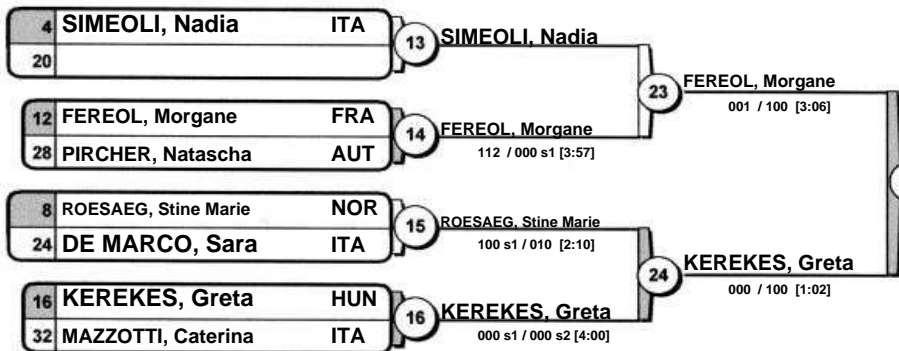 4 SIMEOLI, Nadia ITA
20
13
SIMEOLI, Nadia
12 FEREOL, Morgane FRA
28 PIRCHER, Natascha AUT
14
FEREOL, Morgane
112 / 000 s1 [3:57]
23
FEREOL, Morgane
001 / 100 [3:06]
8 ROESAEG, Stine Marie NOR
24 DE MARCO, Sara ITA
15
ROESAEG, Stine Marie
100 s1 / 010 [2:10]
16 KEREKES, Greta HUN
32 MAZZOTTI, Caterina ITA
16
KEREKES, Greta
000 s1 / 000 s2 [4:00]
24
KEREKES, Greta
000 / 100 [1:02]